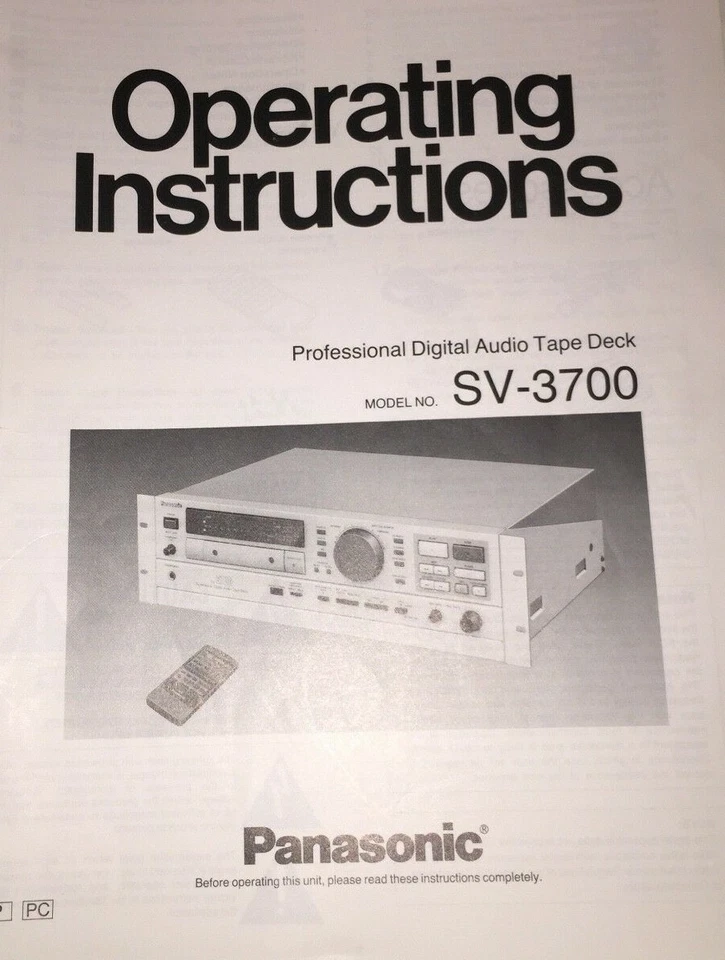 Operating
Instructions
Professional Digital Audio Tape Deck
MODEL NO. SV-3700
Panasonic®
Before operating this unit, please read these instructions completely.
PC